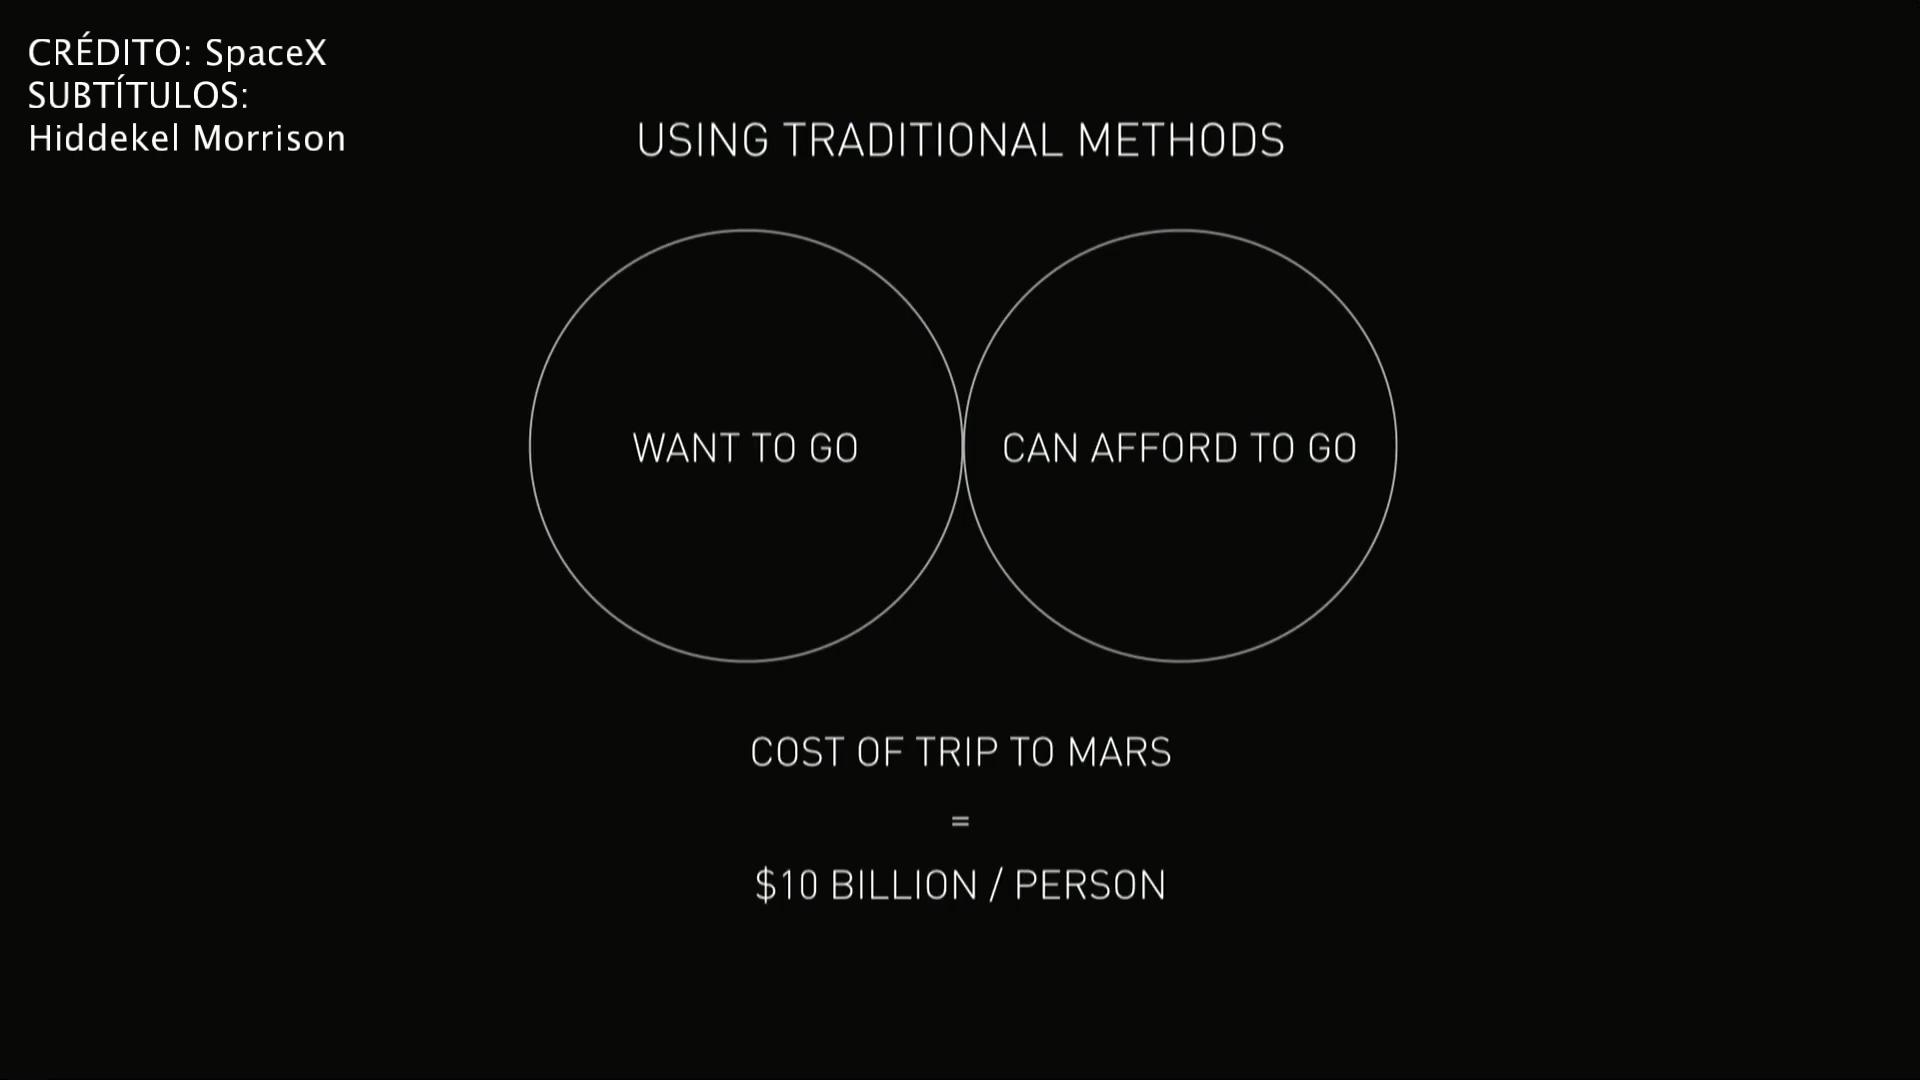 CRÉDITO: SpaceX
SUBTÍTULOS:
Hiddekel Morrison
USING TRADITIONAL METHODS
WANT TO GO
CAN AFFORD TO GO
COST OF TRIP TO MARS
=
$10 BILLION / PERSON